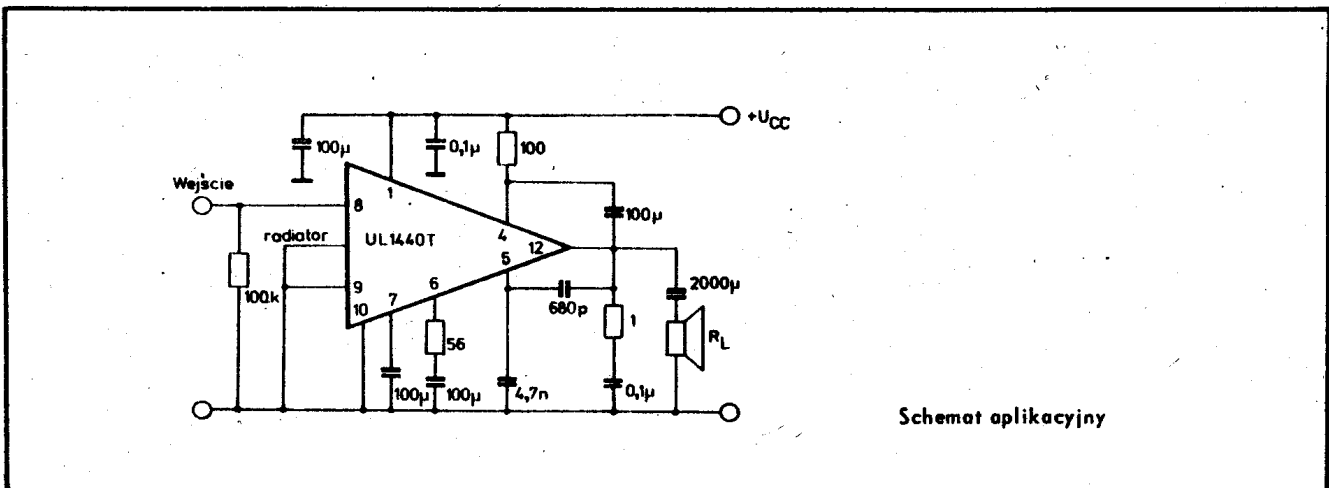 +UCC
100µ
0,1µ
100
Wejście
1
8
4
100µ
radiator
UL1440T
12
5
2000µ
100k
9
6
680p
10
7
1
RL
56
100µ
100µ
4,7n
0,1µ
Schemat aplikacyjny